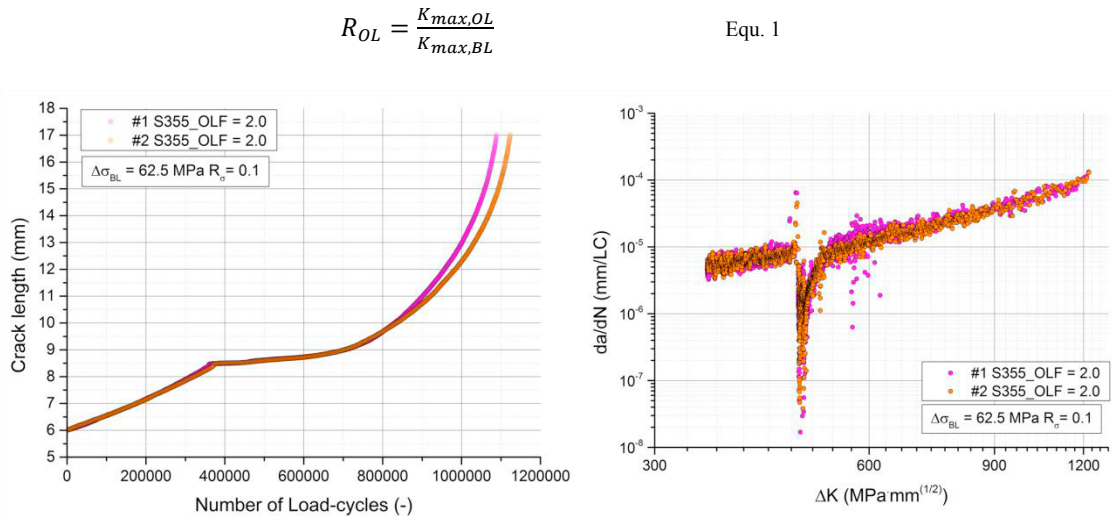 R_OL = K_max,OL / K_max,BL Equ. 1
18
17
16
15
14
13
12
11
10
9
8
7
6
5
Crack length (mm)
#1 S355_OLF = 2.0
#2 S355_OLF = 2.0
Δσ_BL = 62.5 MPa R_σ= 0.1
0 200000 400000 600000 800000 1000000 1200000
Number of Load-cycles (-)
10^-3
10^-4
10^-5
10^-6
10^-7
10^-8
da/dN (mm/LC)
#1 S355_OLF = 2.0
#2 S355_OLF = 2.0
Δσ_BL = 62.5 MPa R_σ= 0.1
300 600 900 1200
ΔK (MPa·mm^(1/2))